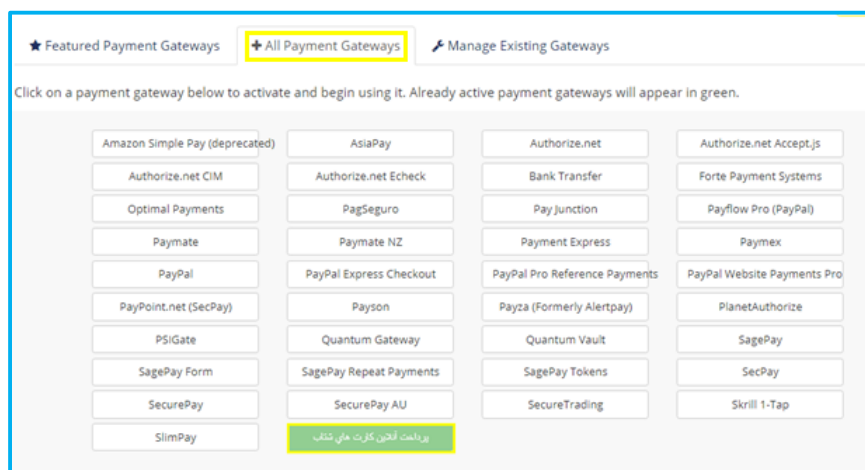 ★ Featured Payment Gateways + All Payment Gateways Manage Existing Gateways
Click on a payment gateway below to activate and begin using it. Already active payment gateways will appear in green.
Amazon Simple Pay (deprecated) AsiaPay Authorize.net Authorize.net Accept.js
Authorize.net CIM Authorize.net Echeck Bank Transfer Forte Payment Systems
Optimal Payments PagSeguro Pay Junction Payflow Pro (PayPal)
Paymate Paymate NZ Payment Express Paymex
PayPal PayPal Express Checkout PayPal Pro Reference Payments PayPal Website Payments Pro
PayPoint.net (SecPay) Payson Payza (Formerly Alertpay) PlanetAuthorize
PSIGate Quantum Gateway Quantum Vault SagePay
SagePay Form SagePay Repeat Payments SagePay Tokens SecPay
SecurePay SecurePay AU SecureTrading Skrill 1-Tap
SlimPay پرداخت آنلاین کارت های شتاب